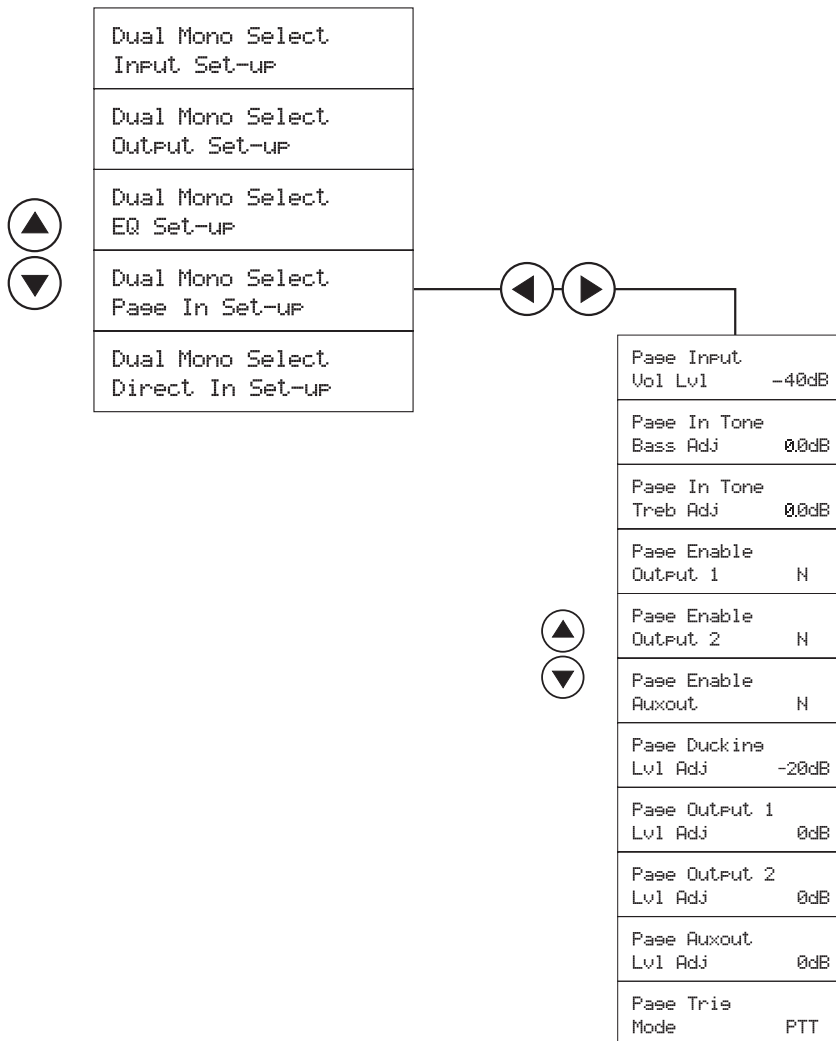 Dual Mono Select
Input Set-up
Dual Mono Select
Output Set-up
Dual Mono Select
EQ Set-up
Dual Mono Select
Page In Set-up
Dual Mono Select
Direct In Set-up
Page Input
Vol Lvl -40dB
Page In Tone
Bass Adj 0.0dB
Page In Tone
Treb Adj 0.0dB
Page Enable
Output 1 N
Page Enable
Output 2 N
Page Enable
Auxout N
Page Ducking
Lvl Adj -20dB
Page Output 1
Lvl Adj 0dB
Page Output 2
Lvl Adj 0dB
Page Auxout
Lvl Adj 0dB
Page Trig
Mode PTT